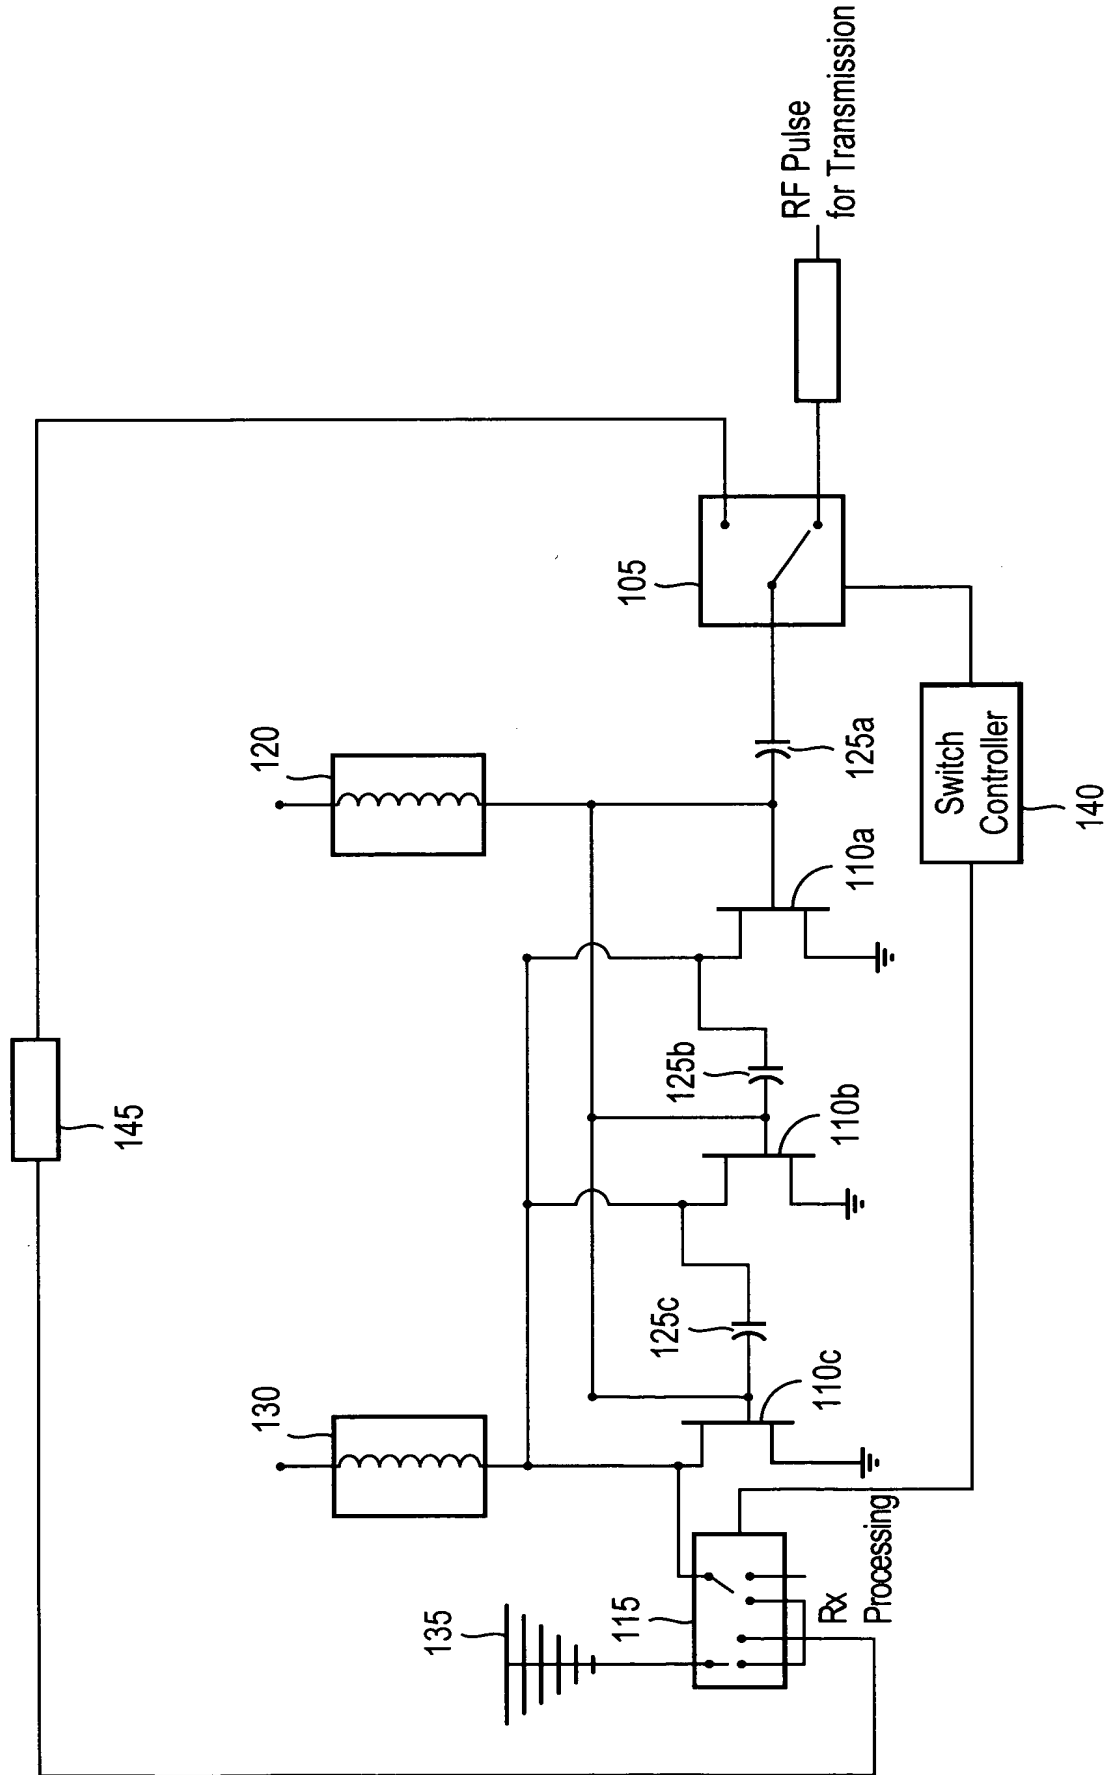 145
120
130
RF Pulse
for Transmission
105
125a
110a
125b
110b
125c
110c
135
115
Rx
Processing
Switch
Controller
140